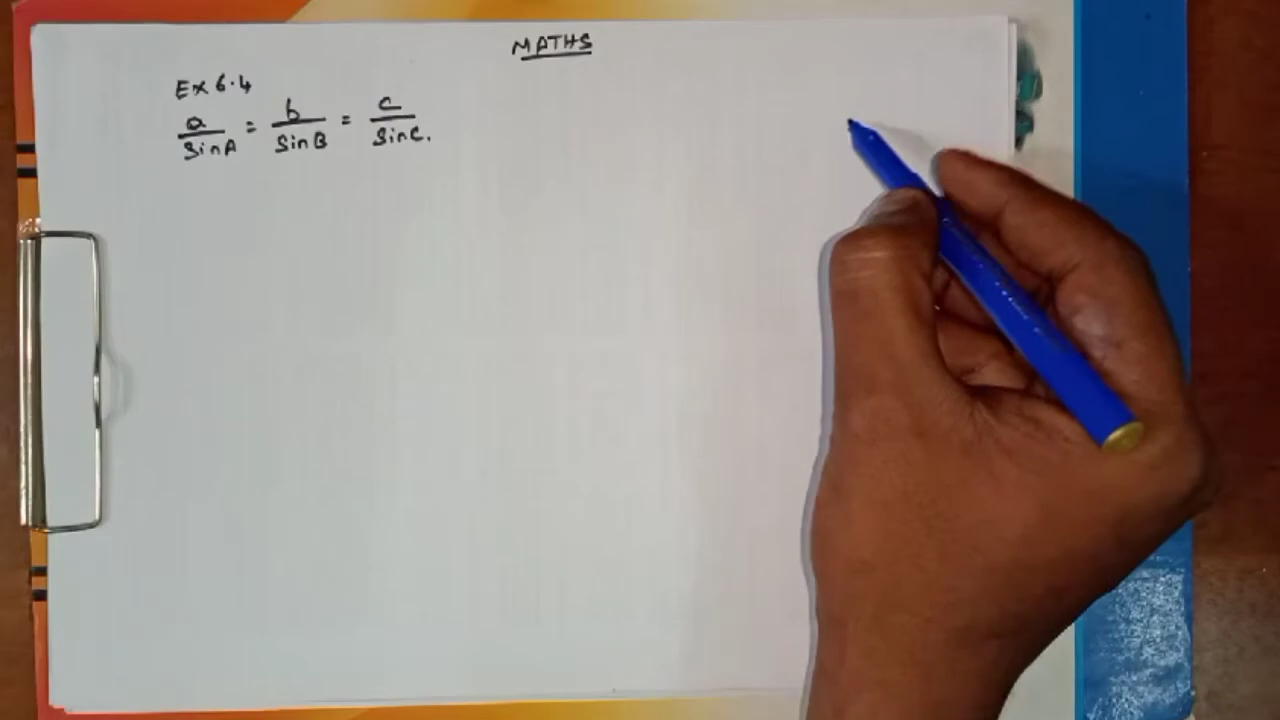 MATHS
Ex 6.4
a/SinA = b/SinB = c/SinC.